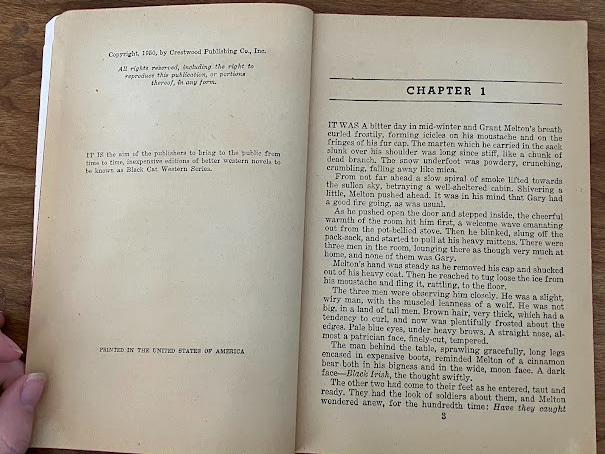 Copyright, 1950, by Crestwood Publishing Co., Inc.
All rights reserved, including the right to
reproduce this publication, or portions
thereof, in any form.
IT IS the aim of the publishers to bring to the public from
time to time, inexpensive editions of better western novels to
be known as Black Cat Western Series.
PRINTED IN THE UNITED STATES OF AMERICA
CHAPTER 1
IT WAS A bitter day in mid-winter and Grant Melton's breath
curled frostily, forming icicles on his moustache and on the
fringes of his fur cap. The marten which he carried in the sack
slunk over his shoulder was long since stiff, like a chunk of
dead branch. The snow underfoot was powdery, crunching,
crumbling, falling away like mica.
From not far ahead a slow spiral of smoke lifted towards
the sullen sky, betraying a well-sheltered cabin. Shivering a
little, Melton pushed ahead. It was in his mind that Gary had
a good fire going, as was usual.
As he pushed open the door and stepped inside, the cheerful
warmth of the room hit him first, a welcome wave emanating
out from the pot-bellied stove. Then he blinked, slung off the
pack-sack, and started to pull at his heavy mittens. There were
three men in the room, lounging there as though very much at
home, and none of them was Gary.
Melton's hand was steady as he removed his cap and shucked
out of his heavy coat. Then he reached to tug loose the ice from
his moustache and fling it, rattling, to the floor.
The three men were observing him closely. He was a slight,
wiry man, with the muscled leanness of a wolf. He was not
big, in a land of tall men. Brown hair, very thick, which had a
tendency to curl, and now was plentifully frosted about the
edges. Pale blue eyes, under heavy brows. A straight nose, al-
most a patrician face, finely-cut, tempered.
The man behind the table, sprawling gracefully, long legs
encased in expensive boots, reminded Melton of a cinnamon
bear both in his bigness and in the wide, moon face. A dark
face—Black Irish, the thought swiftly.
The other two had come to their feet as he entered, taut and
ready. They had the look of soldiers about them, and Melton
wondered anew, for the hundredth time: Have they caught
3